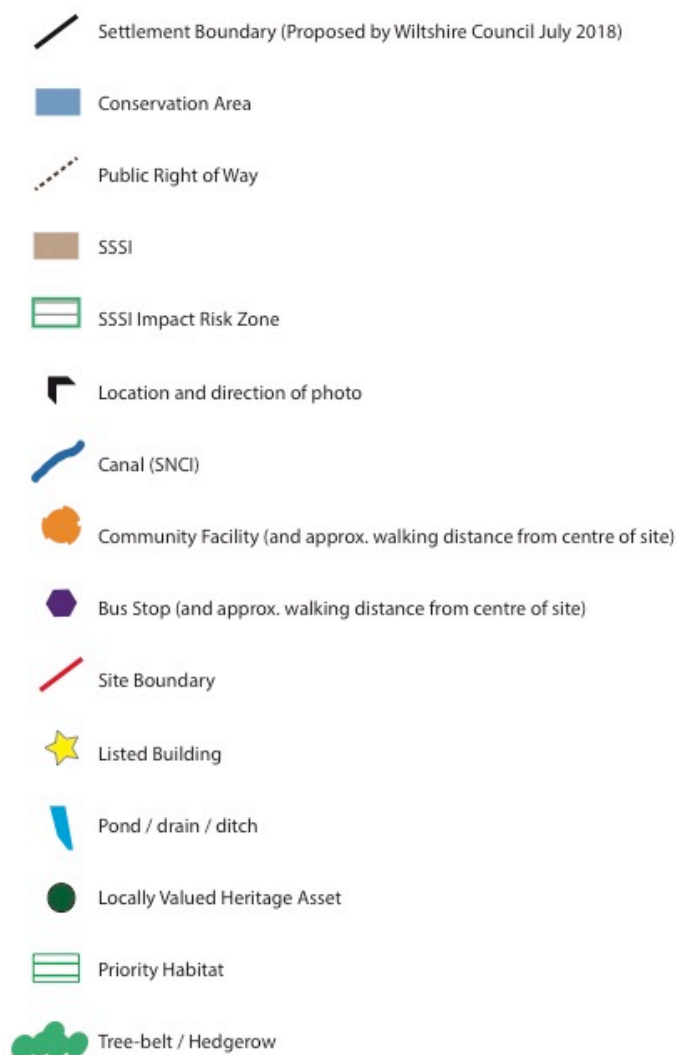 Settlement Boundary (Proposed by Wiltshire Council July 2018)
Conservation Area
Public Right of Way
SSSI
SSSI Impact Risk Zone
Location and direction of photo
Canal (SNCI)
Community Facility (and approx. walking distance from centre of site)
Bus Stop (and approx. walking distance from centre of site)
Site Boundary
Listed Building
Pond / drain / ditch
Locally Valued Heritage Asset
Priority Habitat
Tree-belt / Hedgerow